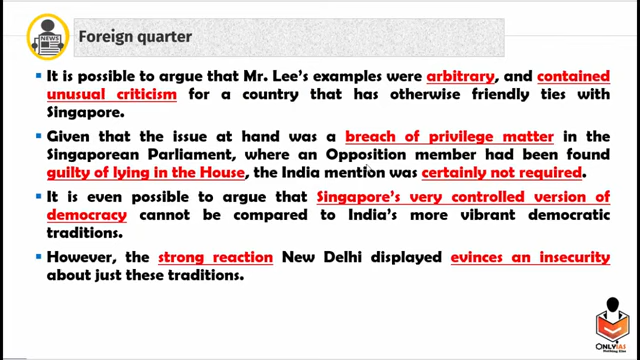 NEWS
Foreign quarter
▪ It is possible to argue that Mr. Lee's examples were arbitrary, and contained
unusual criticism for a country that has otherwise friendly ties with
Singapore.
▪ Given that the issue at hand was a breach of privilege matter in the
Singaporean Parliament, where an Opposition member had been found
guilty of lying in the House, the India mention was certainly not required.
▪ It is even possible to argue that Singapore's very controlled version of
democracy cannot be compared to India's more vibrant democratic
traditions.
▪ However, the strong reaction New Delhi displayed evinces an insecurity
about just these traditions.
ONLYIAS
Nothing Else